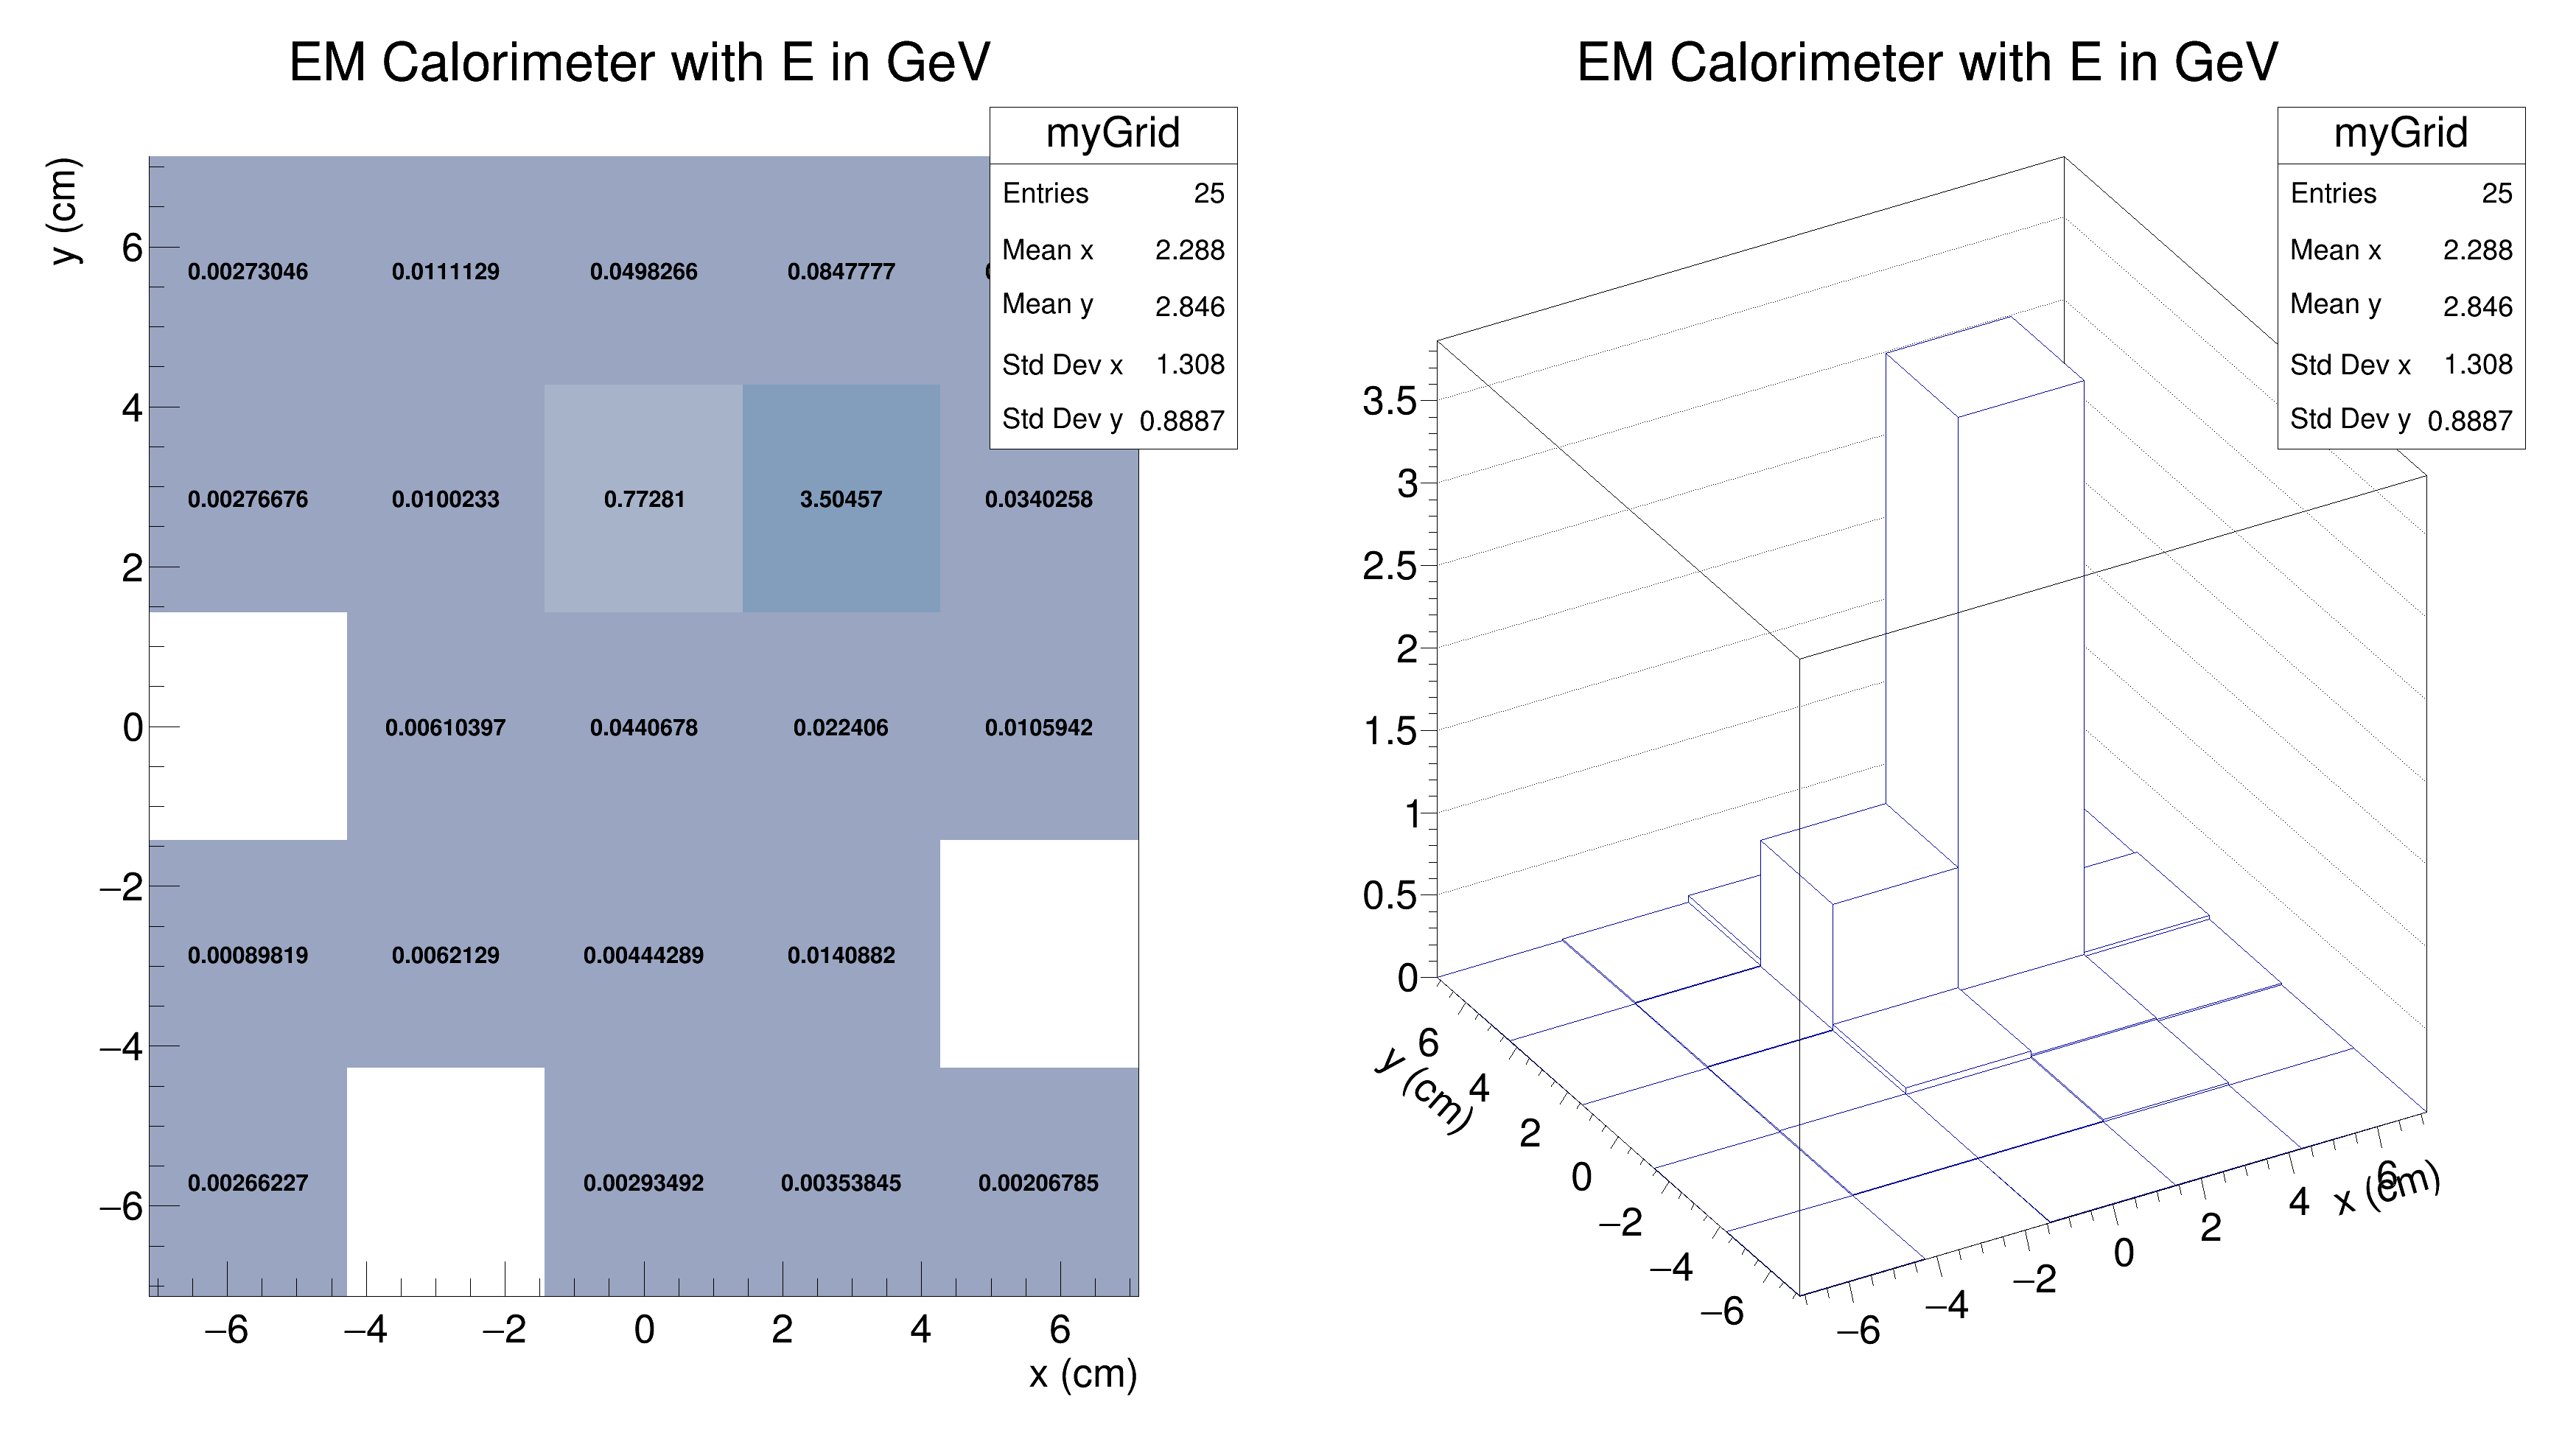 EM Calorimeter with E in GeV
myGrid
Entries 25
Mean x 2.288
Mean y 2.846
Std Dev x 1.308
Std Dev y 0.8887
y (cm)
6
4
2
0
−2
−4
−6
0.00273046 0.0111129 0.0498266 0.0847777
0.00276676 0.0100233 0.77281 3.50457 0.0340258
0.00610397 0.0440678 0.022406 0.0105942
0.00089819 0.0062129 0.00444289 0.0140882
0.00266227 0.00293492 0.00353845 0.00206785
−6 −4 −2 0 2 4 6
x (cm)
EM Calorimeter with E in GeV
myGrid
Entries 25
Mean x 2.288
Mean y 2.846
Std Dev x 1.308
Std Dev y 0.8887
3.5
3
2.5
2
1.5
1
0.5
0
6
4
2
0
−2
−4
−6
y (cm)
−6
−4
−2
0
2
4
6
x (cm)